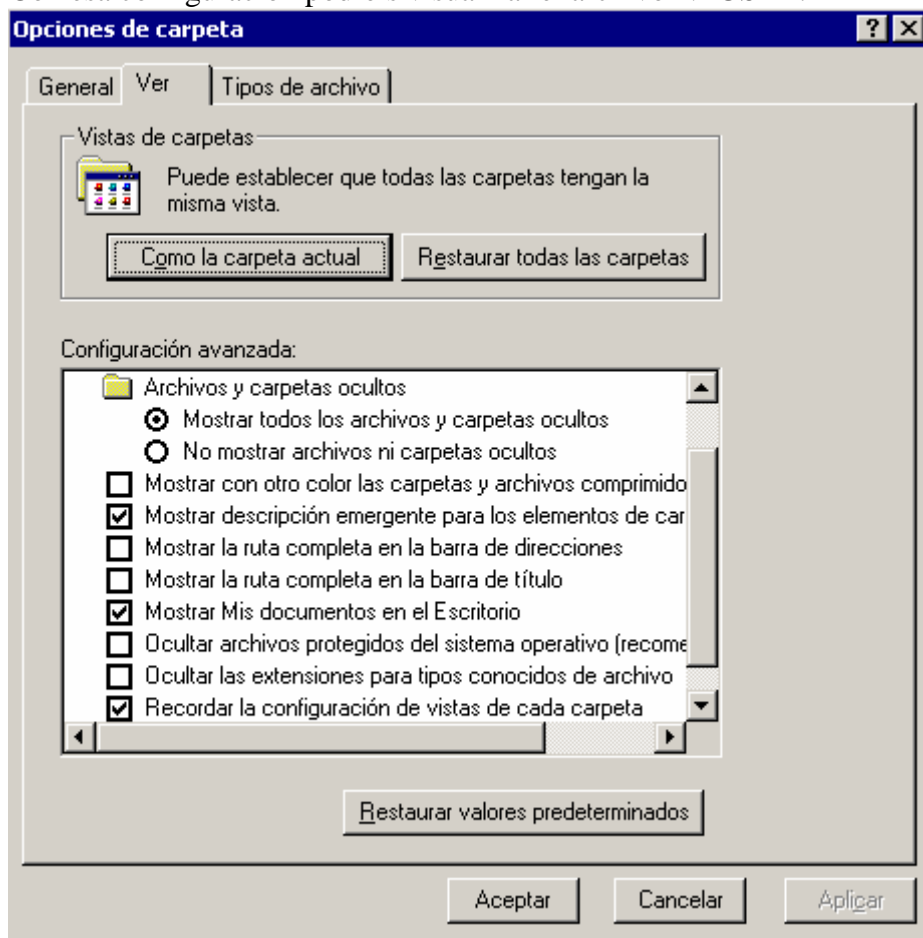 Opciones de carpeta
General Ver Tipos de archivo
Vistas de carpetas
Puede establecer que todas las carpetas tengan la
misma vista.
Como la carpeta actual Restaurar todas las carpetas
Configuración avanzada:
Archivos y carpetas ocultos
Mostrar todos los archivos y carpetas ocultos
No mostrar archivos ni carpetas ocultos
Mostrar con otro color las carpetas y archivos comprimido
Mostrar descripción emergente para los elementos de car
Mostrar la ruta completa en la barra de direcciones
Mostrar la ruta completa en la barra de título
Mostrar Mis documentos en el Escritorio
Ocultar archivos protegidos del sistema operativo (recome
Ocultar las extensiones para tipos conocidos de archivo
Recordar la configuración de vistas de cada carpeta
Restaurar valores predeterminados
Aceptar Cancelar Aplicar